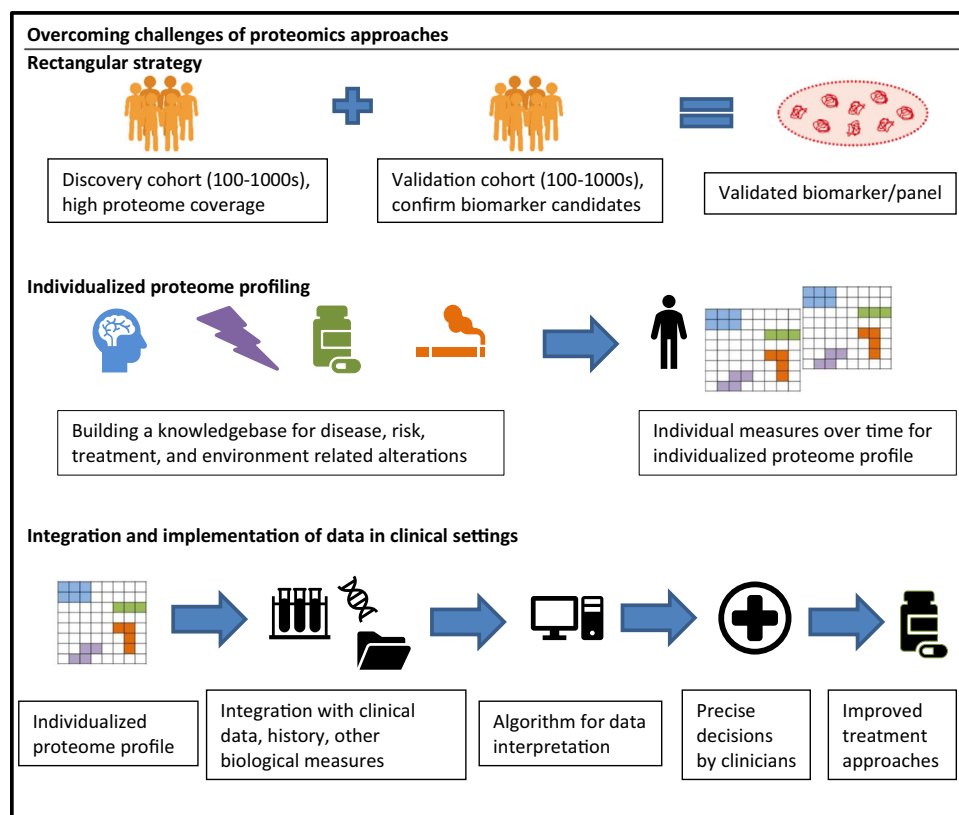 Overcoming challenges of proteomics approaches
Rectangular strategy
Discovery cohort (100-1000s),
high proteome coverage
Validation cohort (100-1000s),
confirm biomarker candidates
Validated biomarker/panel
Individualized proteome profiling
Building a knowledgebase for disease, risk,
treatment, and environment related alterations
Individual measures over time for
individualized proteome profile
Integration and implementation of data in clinical settings
Individualized
proteome profile
Integration with clinical
data, history, other
biological measures
Algorithm for data
interpretation
Precise
decisions
by clinicians
Improved
treatment
approaches